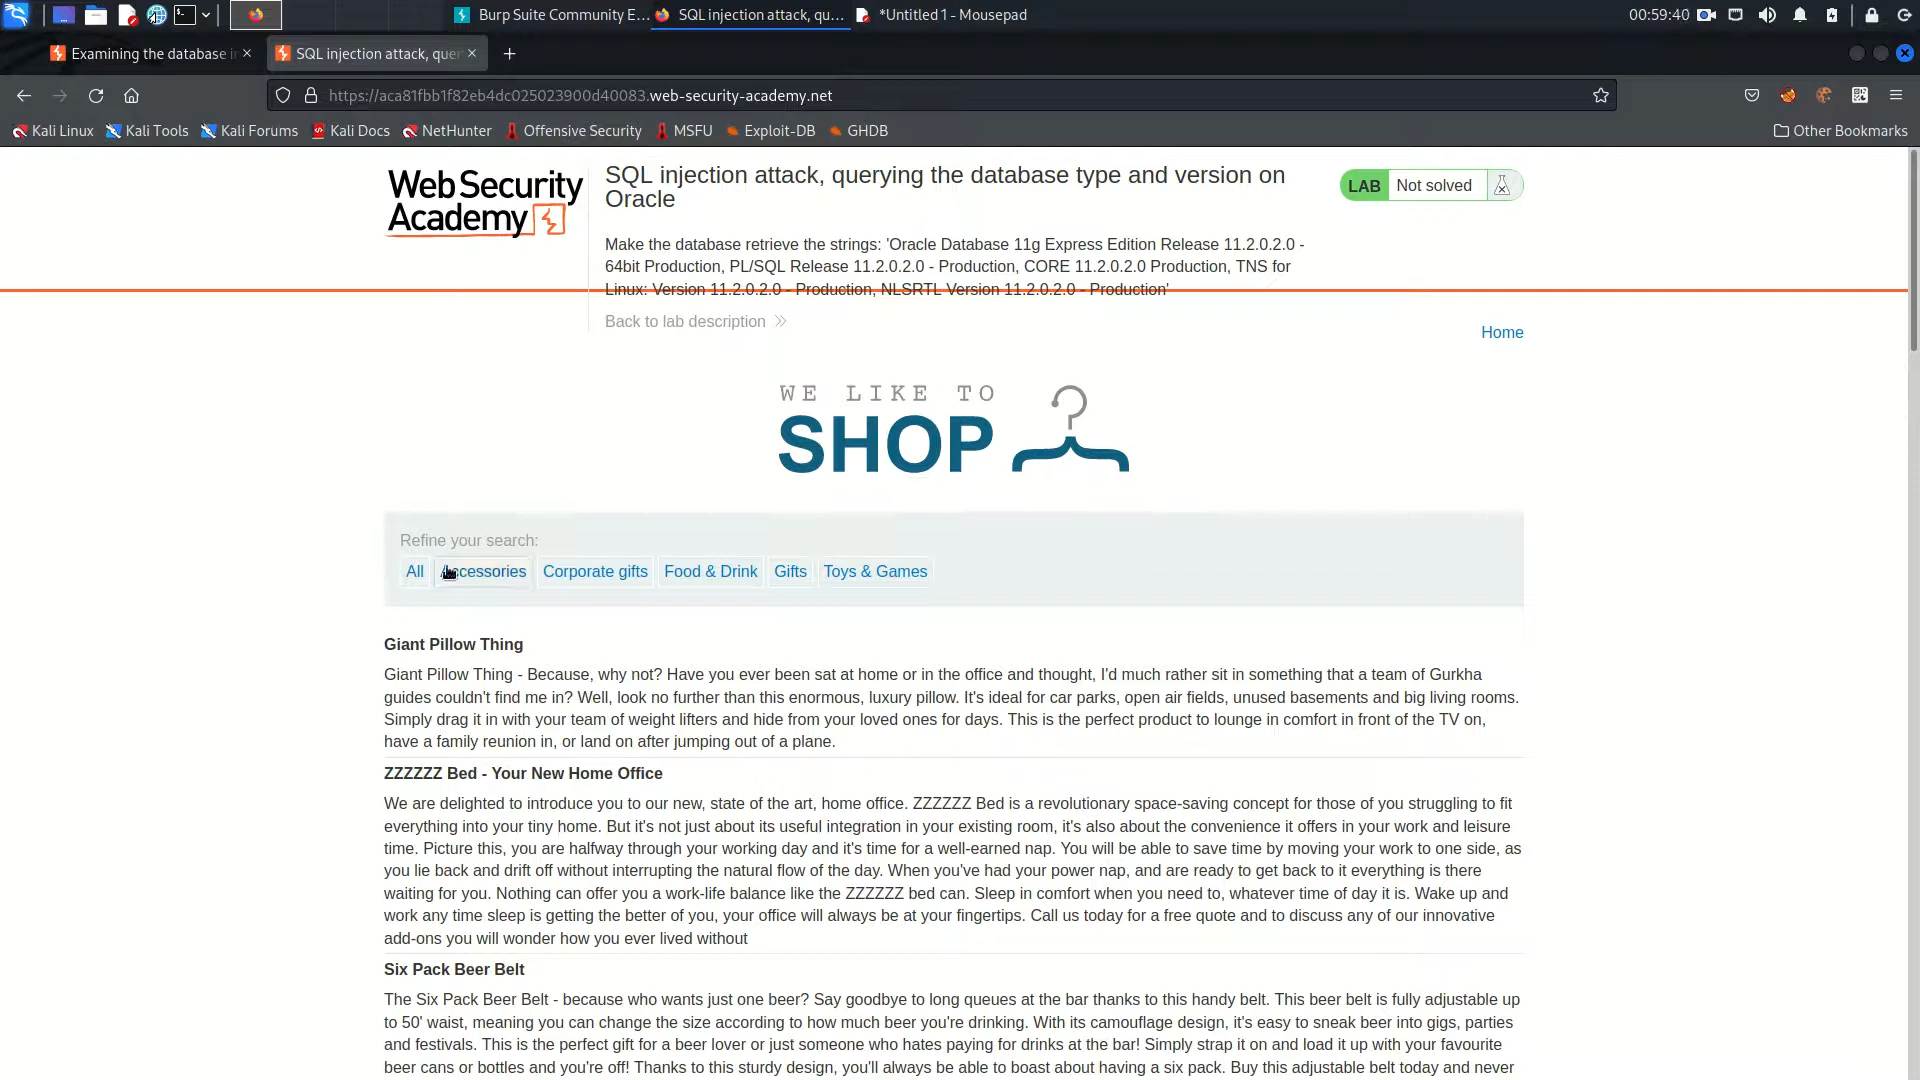 Burp Suite Community E...
SQL injection attack, qu...
*Untitled 1 - Mousepad
00:59:40
Examining the database i
SQL injection attack, que
https://aca81fbb1f82eb4dc025023900d40083.web-security-academy.net
Kali Linux
Kali Tools
Kali Forums
Kali Docs
NetHunter
Offensive Security
MSFU
Exploit-DB
GHDB
Other Bookmarks
WebSecurity
Academy
SQL injection attack, querying the database type and version on
Oracle
LAB
Not solved
Make the database retrieve the strings: 'Oracle Database 11g Express Edition Release 11.2.0.2.0 -
64bit Production, PL/SQL Release 11.2.0.2.0 - Production, CORE 11.2.0.2.0 Production, TNS for
Linux: Version 11.2.0.2.0 - Production, NLSRTL Version 11.2.0.2.0 - Production'
Back to lab description
Home
WE LIKE TO
SHOP
Refine your search:
All
Accessories
Corporate gifts
Food & Drink
Gifts
Toys & Games
Giant Pillow Thing
Giant Pillow Thing - Because, why not? Have you ever been sat at home or in the office and thought, I'd much rather sit in something that a team of Gurkha
guides couldn't find me in? Well, look no further than this enormous, luxury pillow. It's ideal for car parks, open air fields, unused basements and big living rooms.
Simply drag it in with your team of weight lifters and hide from your loved ones for days. This is the perfect product to lounge in comfort in front of the TV on,
have a family reunion in, or land on after jumping out of a plane.
ZZZZZZ Bed - Your New Home Office
We are delighted to introduce you to our new, state of the art, home office. ZZZZZZ Bed is a revolutionary space-saving concept for those of you struggling to fit
everything into your tiny home. But it's not just about its useful integration in your existing room, it's also about the convenience it offers in your work and leisure
time. Picture this, you are halfway through your working day and it's time for a well-earned nap. You will be able to save time by moving your work to one side, as
you lie back and drift off without interrupting the natural flow of the day. When you've had your power nap, and are ready to get back to it everything is there
waiting for you. Nothing can offer you a work-life balance like the ZZZZZZ bed can. Sleep in comfort when you need to, whatever time of day it is. Wake up and
work any time sleep is getting the better of you, your office will always be at your fingertips. Call us today for a free quote and to discuss any of our innovative
add-ons you will wonder how you ever lived without
Six Pack Beer Belt
The Six Pack Beer Belt - because who wants just one beer? Say goodbye to long queues at the bar thanks to this handy belt. This beer belt is fully adjustable up
to 50' waist, meaning you can change the size according to how much beer you're drinking. With its camouflage design, it's easy to sneak beer into gigs, parties
and festivals. This is the perfect gift for a beer lover or just someone who hates paying for drinks at the bar! Simply strap it on and load it up with your favourite
beer cans or bottles and you're off! Thanks to this sturdy design, you'll always be able to boast about having a six pack. Buy this adjustable belt today and never